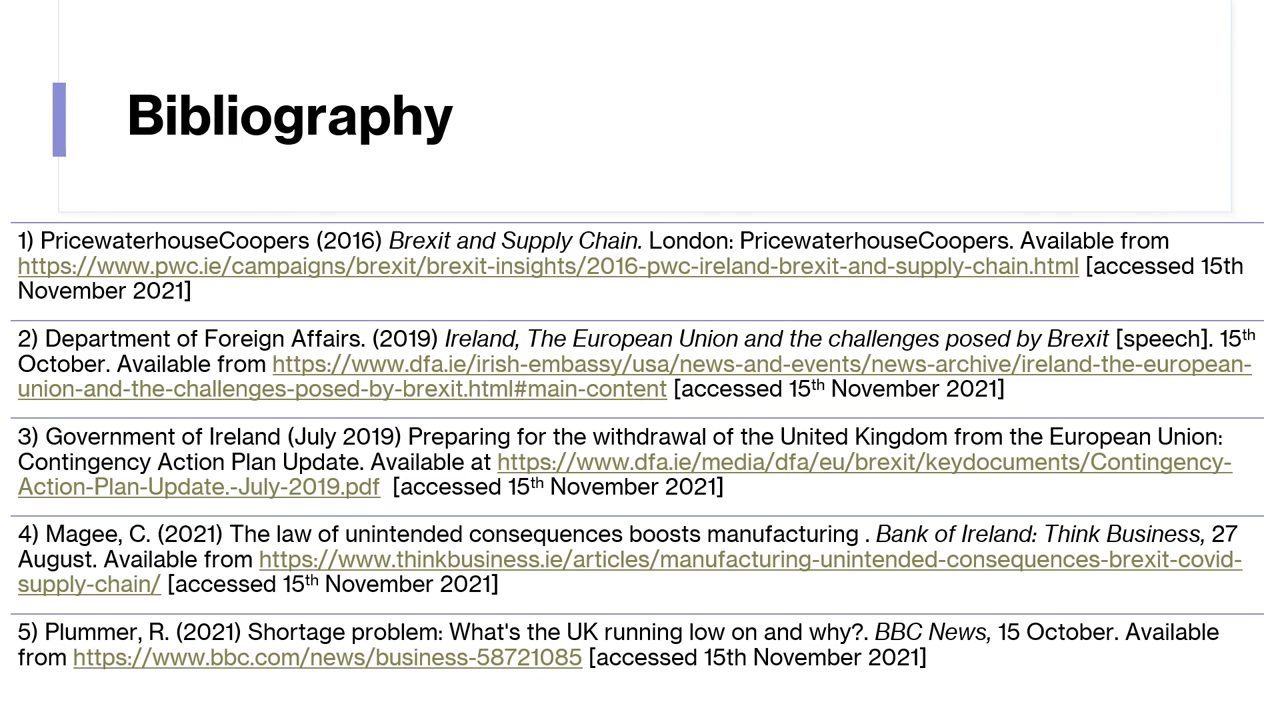 Bibliography
1) PricewaterhouseCoopers (2016) Brexit and Supply Chain. London: PricewaterhouseCoopers. Available from
https://www.pwc.ie/campaigns/brexit/brexit-insights/2016-pwc-ireland-brexit-and-supply-chain.html [accessed 15th
November 2021]
2) Department of Foreign Affairs. (2019) Ireland, The European Union and the challenges posed by Brexit [speech]. 15th
October. Available from https://www.dfa.ie/irish-embassy/usa/news-and-events/news-archive/ireland-the-european-
union-and-the-challenges-posed-by-brexit.html#main-content [accessed 15th November 2021]
3) Government of Ireland (July 2019) Preparing for the withdrawal of the United Kingdom from the European Union:
Contingency Action Plan Update. Available at https://www.dfa.ie/media/dfa/eu/brexit/keydocuments/Contingency-
Action-Plan-Update.-July-2019.pdf  [accessed 15th November 2021]
4) Magee, C. (2021) The law of unintended consequences boosts manufacturing . Bank of Ireland: Think Business, 27
August. Available from https://www.thinkbusiness.ie/articles/manufacturing-unintended-consequences-brexit-covid-
supply-chain/ [accessed 15th November 2021]
5) Plummer, R. (2021) Shortage problem: What's the UK running low on and why?. BBC News, 15 October. Available
from https://www.bbc.com/news/business-58721085 [accessed 15th November 2021]